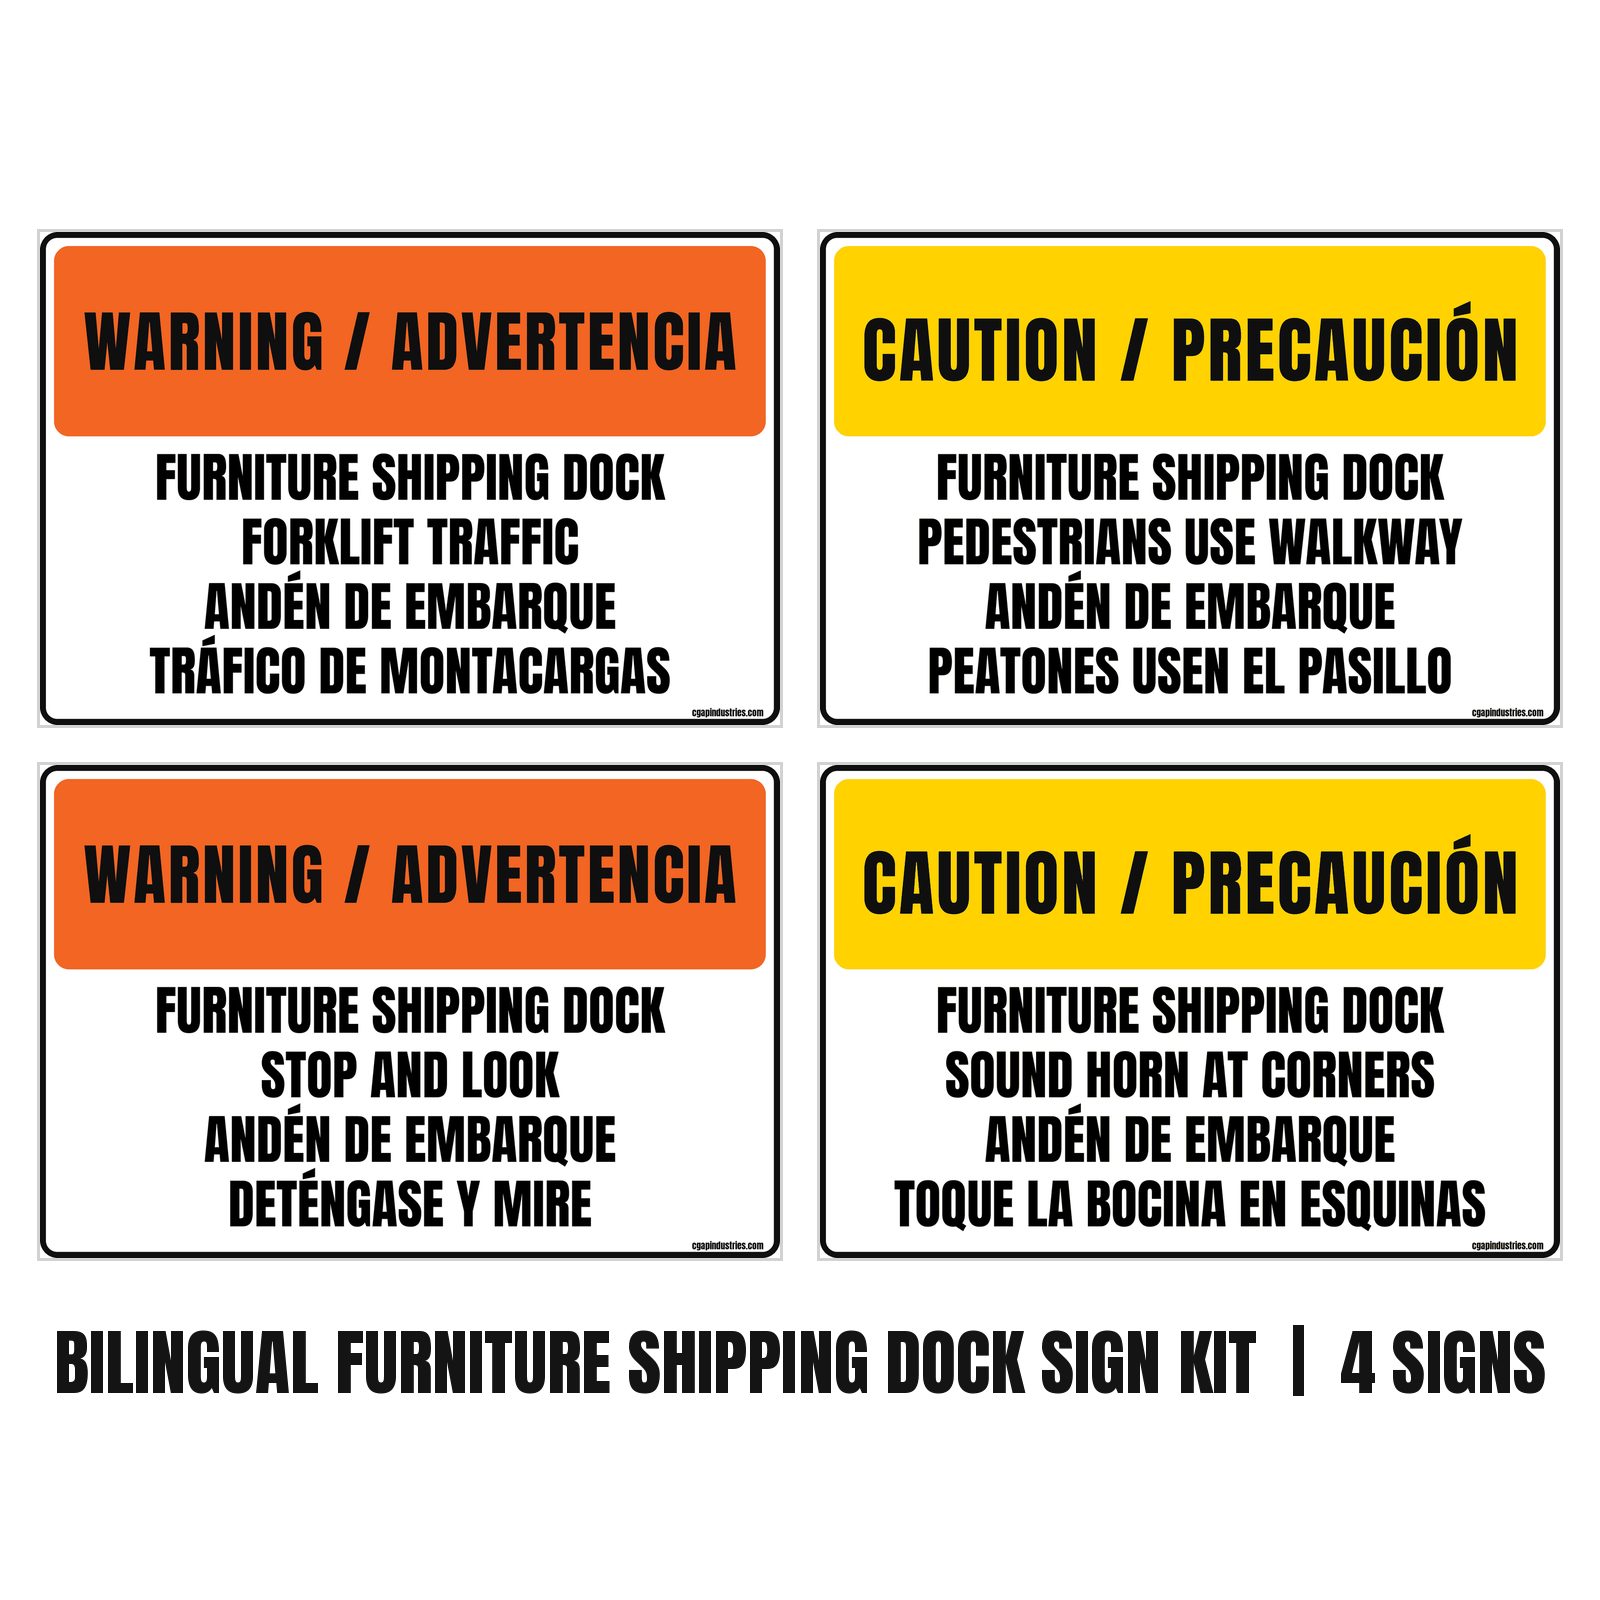 WARNING / ADVERTENCIA
FURNITURE SHIPPING DOCK
FORKLIFT TRAFFIC
ANDÉN DE EMBARQUE
TRÁFICO DE MONTACARGAS
cgapindustries.com
CAUTION / PRECAUCIÓN
FURNITURE SHIPPING DOCK
PEDESTRIANS USE WALKWAY
ANDÉN DE EMBARQUE
PEATONES USEN EL PASILLO
cgapindustries.com
WARNING / ADVERTENCIA
FURNITURE SHIPPING DOCK
STOP AND LOOK
ANDÉN DE EMBARQUE
DETÉNGASE Y MIRE
cgapindustries.com
CAUTION / PRECAUCIÓN
FURNITURE SHIPPING DOCK
SOUND HORN AT CORNERS
ANDÉN DE EMBARQUE
TOQUE LA BOCINA EN ESQUINAS
cgapindustries.com
BILINGUAL FURNITURE SHIPPING DOCK SIGN KIT | 4 SIGNS